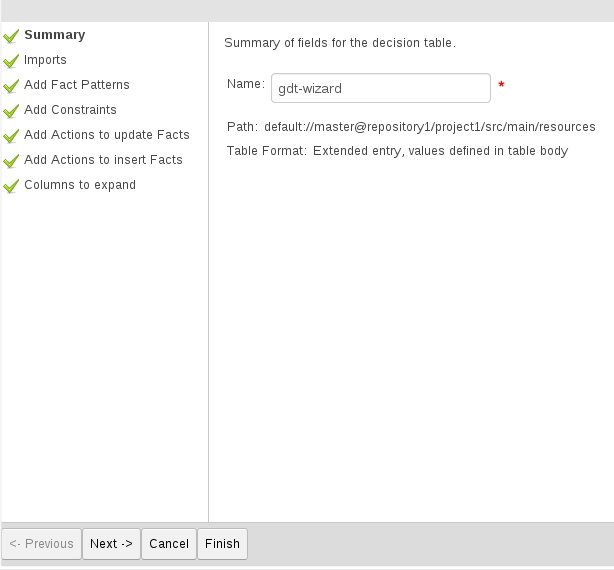 Summary
Imports
Add Fact Patterns
Add Constraints
Add Actions to update Facts
Add Actions to insert Facts
Columns to expand
Summary of fields for the decision table.
Name: gdt-wizard *
Path: default://master@repository1/project1/src/main/resources
Table Format: Extended entry, values defined in table body
<- Previous Next -> Cancel Finish